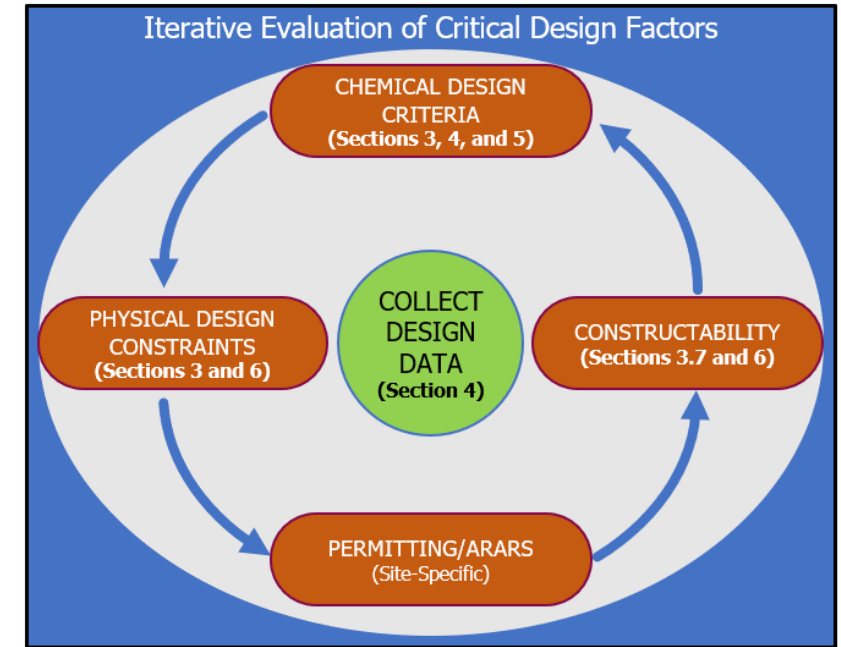 Iterative Evaluation of Critical Design Factors
CHEMICAL DESIGN
CRITERIA
(Sections 3, 4, and 5)
PHYSICAL DESIGN
CONSTRAINTS
(Sections 3 and 6)
COLLECT
DESIGN
DATA
(Section 4)
CONSTRUCTABILITY
(Sections 3.7 and 6)
PERMITTING/ARARS
(Site-Specific)